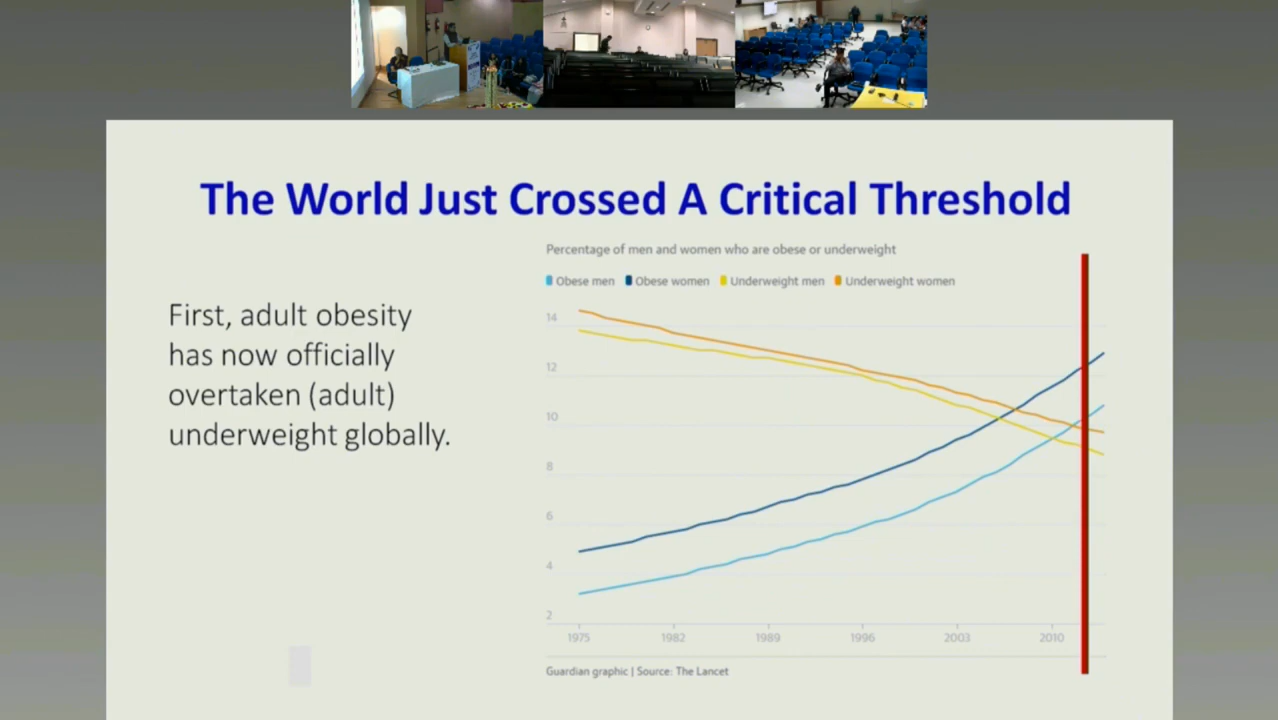 The World Just Crossed A Critical Threshold
First, adult obesity
has now officially
overtaken (adult)
underweight globally.
Percentage of men and women who are obese or underweight
Obese men Obese women Underweight men Underweight women
14
12
10
8
6
4
2
1975 1982 1989 1996 2003 2010
Guardian graphic | Source: The Lancet